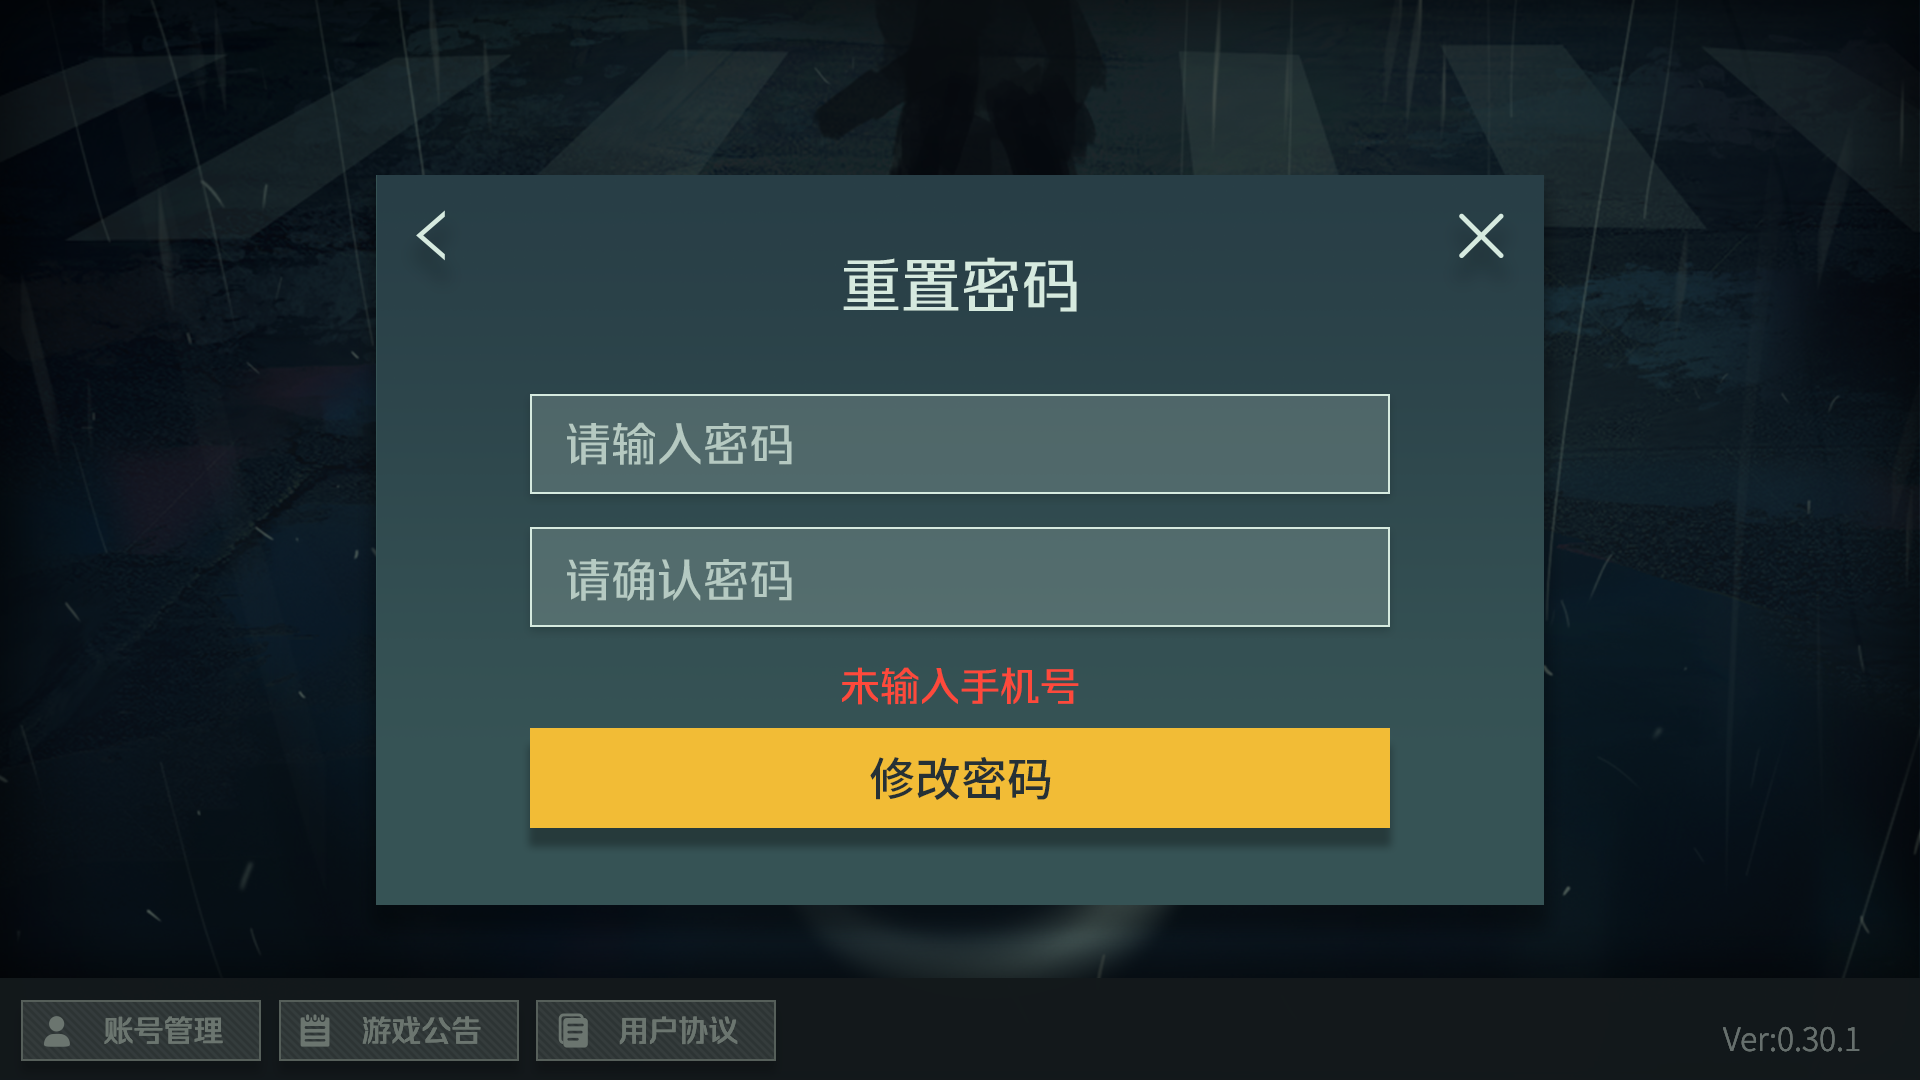 重置密码
请输入密码
请确认密码
未输入手机号
修改密码
账号管理
游戏公告
用户协议
Ver:0.30.1